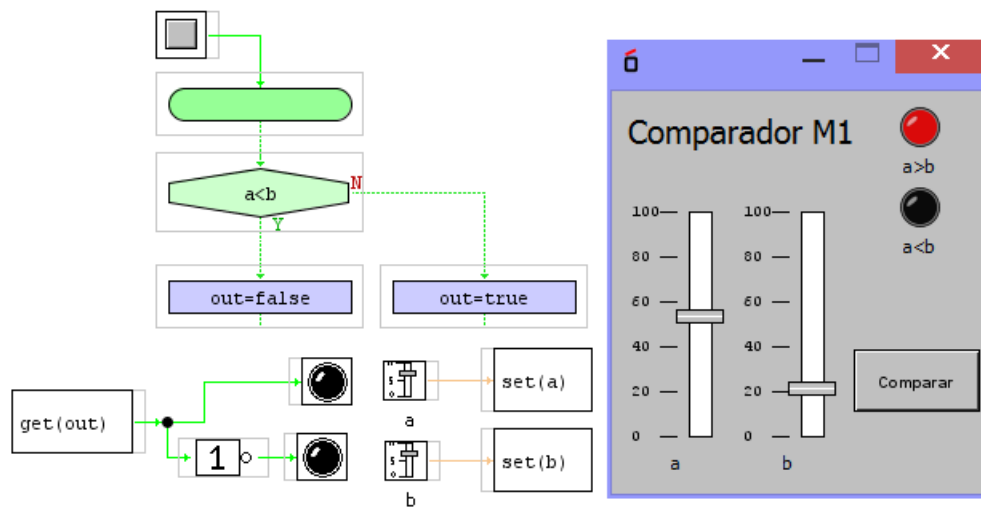 a<b
N
Y
out=false
out=true
get(out)
1
a
set(a)
b
set(b)
Comparador M1
a>b
a<b
100 100
80 80
60 60
40 40
20 20
0 0
a b
Comparar